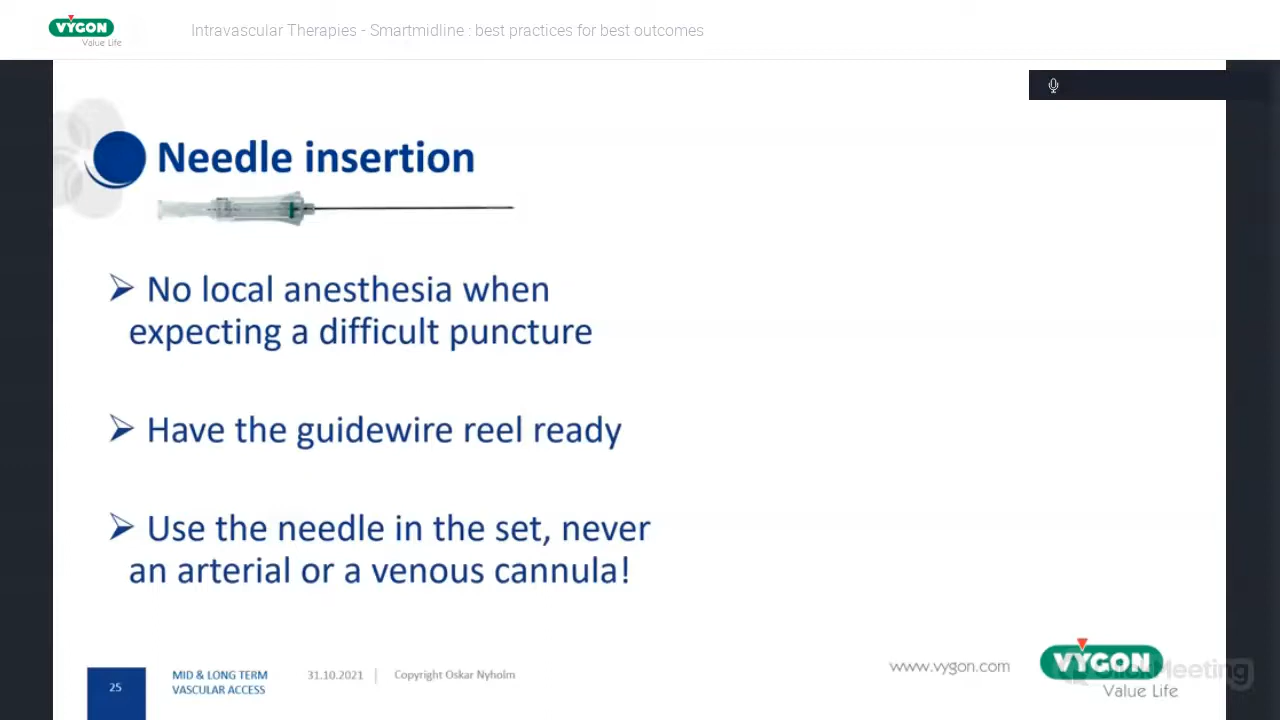 VYGON
Value Life
Intravascular Therapies - Smartmidline : best practices for best outcomes
Needle insertion
➢ No local anesthesia when
expecting a difficult puncture
➢ Have the guidewire reel ready
➢ Use the needle in the set, never
an arterial or a venous cannula!
25
MID & LONG TERM
VASCULAR ACCESS
31.10.2021
Copyright Oskar Nyholm
www.vygon.com
VYGON
Value Life
ClickMeeting